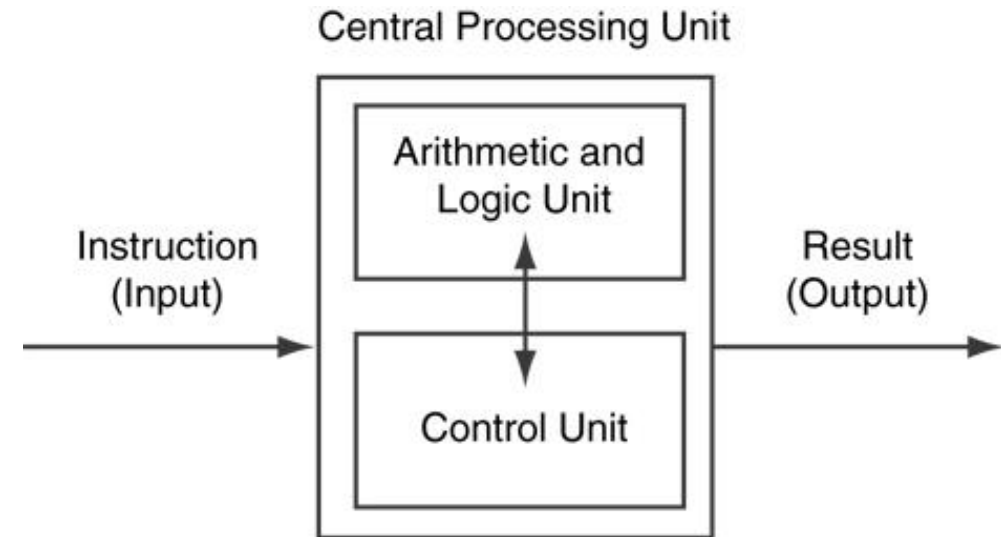 Central Processing Unit
Arithmetic and
Logic Unit
Instruction
(Input)
Result
(Output)
Control Unit